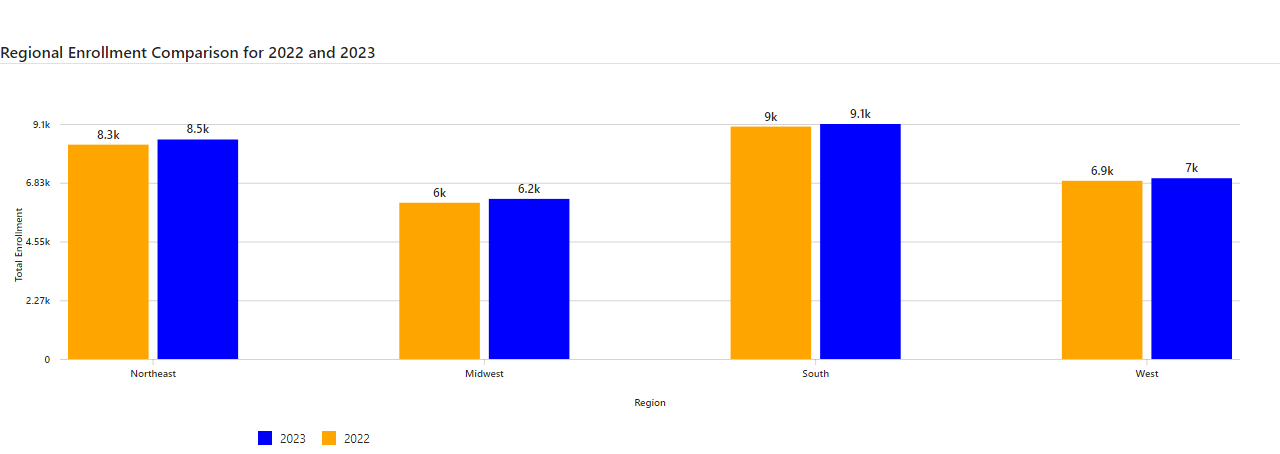 Regional Enrollment Comparison for 2022 and 2023
9.1k
6.83k
4.55k
2.27k
0
Total Enrollment
8.3k
8.5k
6k
6.2k
9k
9.1k
6.9k
7k
Northeast
Midwest
South
West
Region
2023
2022